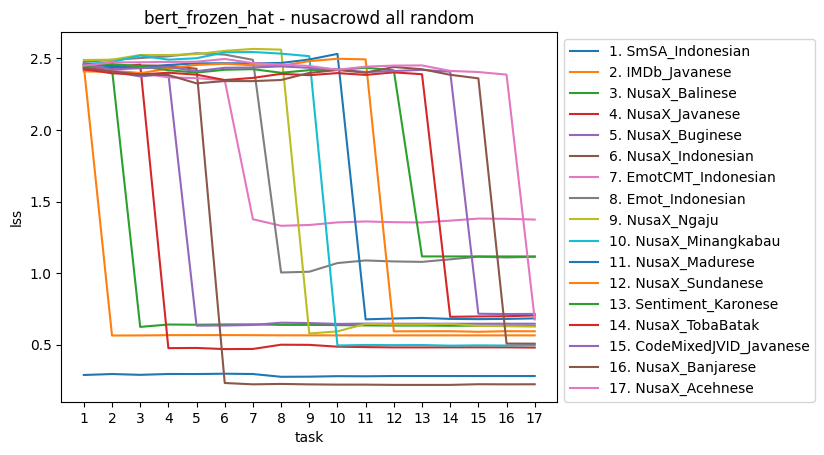 bert_frozen_hat - nusacrowd all random
2.5
2.0
1.5
1.0
0.5
lss
1 2 3 4 5 6 7 8 9 10 11 12 13 14 15 16 17
task
1. SmSA_Indonesian
2. IMDb_Javanese
3. NusaX_Balinese
4. NusaX_Javanese
5. NusaX_Buginese
6. NusaX_Indonesian
7. EmotCMT_Indonesian
8. Emot_Indonesian
9. NusaX_Ngaju
10. NusaX_Minangkabau
11. NusaX_Madurese
12. NusaX_Sundanese
13. Sentiment_Karonese
14. NusaX_TobaBatak
15. CodeMixedJVID_Javanese
16. NusaX_Banjarese
17. NusaX_Acehnese